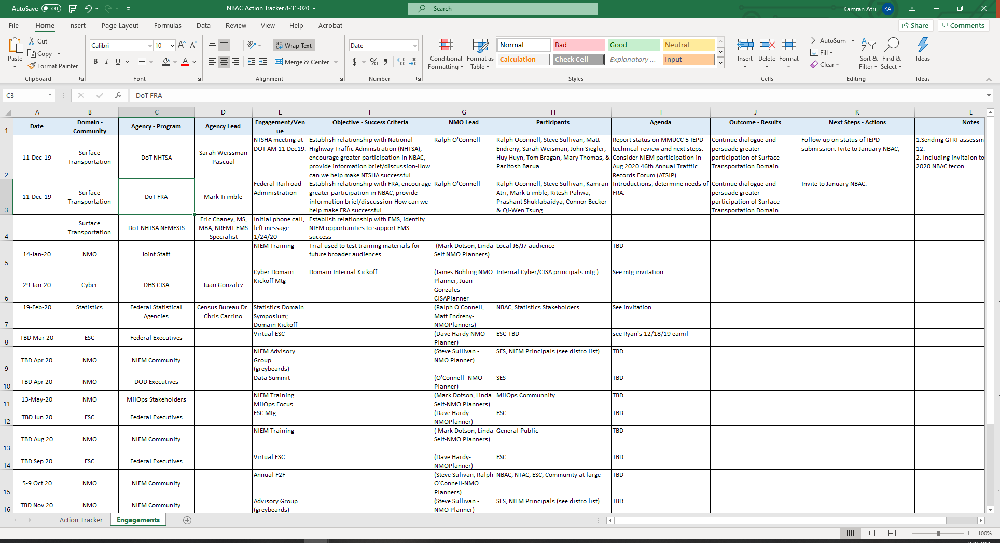 AutoSave Off NBAC Action Tracker 8-31-020 Search Kamran Atri KA
File Home Insert Page Layout Formulas Data Review View Help Acrobat Share Comments
Paste Cut Copy Format Painter Clipboard
Calibri 10 A A B I U A Font
ab Wrap Text Merge & Center Alignment
Date $ % Number
Conditional Formatting Format as Table
Normal Bad Good Neutral
Calculation Check Cell Explanatory ... Input
Styles
Insert Delete Format Cells
AutoSum Fill Clear Sort & Filter Find & Select Editing
Ideas Ideas
C3 fx DoT FRA
A B C D E F G H I J K L
1 Date
Domain - Community
Agency - Program
Agency Lead
Engagement/Ven
ue
Objective - Success Criteria
NMO Lead
Participants
Agenda
Outcome - Results
Next Steps - Actions
Notes
2 11-Dec-19
Surface
Transportation
DoT NHTSA
Sarah Weissman
Pascual
NTSHA meeting at
DOT AM 11 Dec19.
Establish relationship with National
Highway Traffic Adminstration (NHTSA),
encourage greater participation in NBAC,
provide information brief/discussion-How
can we help make NTSHA successful.
Ralph O'Connell
Ralph Oconnell, Steve Sullivan, Matt
Endreny, Sarah Weisman, John Siegler,
Huy Huyn, Tom Bragan, Mary Thomas, &
Paritosh Barua.
Report status on MMUCC 5 IEPD
technical review and next steps.
Consider NIEM participation in
Aug 2020 46th Annual Trafffic
Records Forum (ATSIP).
Continue dialogue and
persuade greater
participation of Surface
Transportation Domain.
Follow-up on status of IEPD
submission. Ivite to January NBAC,
1.Sending GTRI assessm
12.
2. Including invitaion to
2020 NBAC tecon.
3 11-Dec-19
Surface
Transportation
DoT FRA
Mark Trimble
Federal Railroad
Administration
Establish relationship with FRA, encourage
greater participation in NBAC, provide
information brief/discussion-How can we
help make FRA successful.
Ralph O'Connell
Ralph Oconnell, Steve Sullivan, Kamran
Atri, Mark trimble, Ritesh Pahwa,
Prashant Shuklabaidya, Connor Becker
& Qi-Wen Tsung.
Introductions, determine needs of
FRA.
Continue dialogue and
persuade greater
participation of Surface
Transportation Domain.
Invite to January NBAC.
4 Surface
Transportation
DoT NHTSA NEMESIS
Eric Chaney, MS,
MBA, NREMT EMS
Specialist
Initial phone call,
left message
1/24/20
Establish relationship with EMS, identify
NIEM opportunities to support EMS
success
5 14-Jan-20 NMO Joint Staff
NIEM Training
Trial used to test training materials for
future broader audiences
(Mark Dotson, Linda
Self NMO Planners)
Local J6/J7 audience
TBD
6 29-Jan-20 Cyber DHS CISA Juan Gonzalez
Cyber Domain
Kickoff Mtg
Domain Internal Kickoff
(James Bohling NMO
Planner, Juan
Gonzales
CISAPlanner
Internal Cyber/CISA principals mtg )
See mtg invitation
7 19-Feb-20 Statistics
Federal Statistical
Agencies
Census Bureau Dr.
Chris Carrino
Statistics Domain
Symposium;
Domain Kickoff
(Ralph O'Connell,
Matt Endreny-
NMOPlanners)
NBAC, Statistics Stakeholders
See invitation
8 TBD Mar 20 ESC Federal Executives
Virtual ESC
(Dave Hardy NMO
Planner)
ESC-TBD
see Ryan's 12/18/19 eamil
9 TBD Apr 20 NMO NIEM Community
NIEM Advisory
Group
(greybeards)
(Steve Sullivan -
NMO Planner)
SES, NIEM Principals (see distro list)
TBD
10 TBD Apr 20 NMO DOD Executives
Data Summit
(O'Connell- NMO
Planner)
SES
TBD
11 13-May-20 NMO MilOps Stakeholders
NIEM Training
MilOps Focus
(Mark Dotson, Linda
Self-NMO Planners)
MilOps Communnity
TBD
12 TBD Jun 20 ESC Federal Executives
ESC Mtg
(Dave Hardy-
NMOPlanner)
ESC
TBD
13 TBD Aug 20 NMO NIEM Community
NIEM Training
( Mark Dotson, Linda
Self-NMO Planners)
General Public
TBD
14 TBD Sep 20 ESC Federal Executives
Virtual ESC
(Dave Hardy-
NMOPlanner)
ESC
TBD
15 5-9 Oct 20 NMO NIEM Community
Annual F2F
(Steve Sulivan, Ralph
O'Connell-NMO
Planners)
NBAC, NTAC, ESC, Community at large
TBD
16 TBD Nov 20 NMO NIEM Community
Advisory Group
(greybeards)
(Steve Sullivan -
NMO Planner)
SES, NIEM Principals (see distro list)
TBD
Action Tracker Engagements
100%